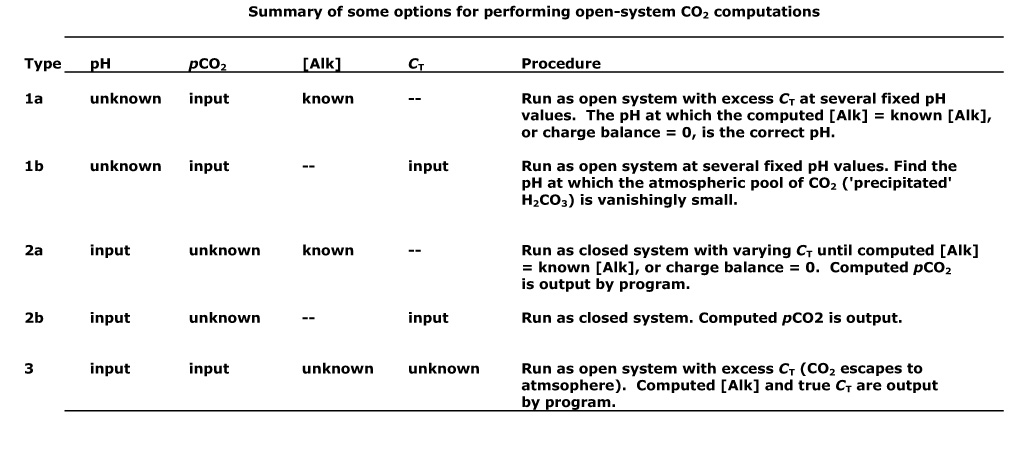 Summary of some options for performing open-system CO₂ computations
Type pH pCO₂ [Alk] C_T Procedure
1a unknown input known -- Run as open system with excess C_T at several fixed pH
values. The pH at which the computed [Alk] = known [Alk],
or charge balance = 0, is the correct pH.
1b unknown input -- input Run as open system at several fixed pH values. Find the
pH at which the atmospheric pool of CO₂ ('precipitated'
H₂CO₃) is vanishingly small.
2a input unknown known -- Run as closed system with varying C_T until computed [Alk]
= known [Alk], or charge balance = 0. Computed pCO₂
is output by program.
2b input unknown -- input Run as closed system. Computed pCO2 is output.
3 input input unknown unknown Run as open system with excess C_T (CO₂ escapes to
atmsophere). Computed [Alk] and true C_T are output
by program.